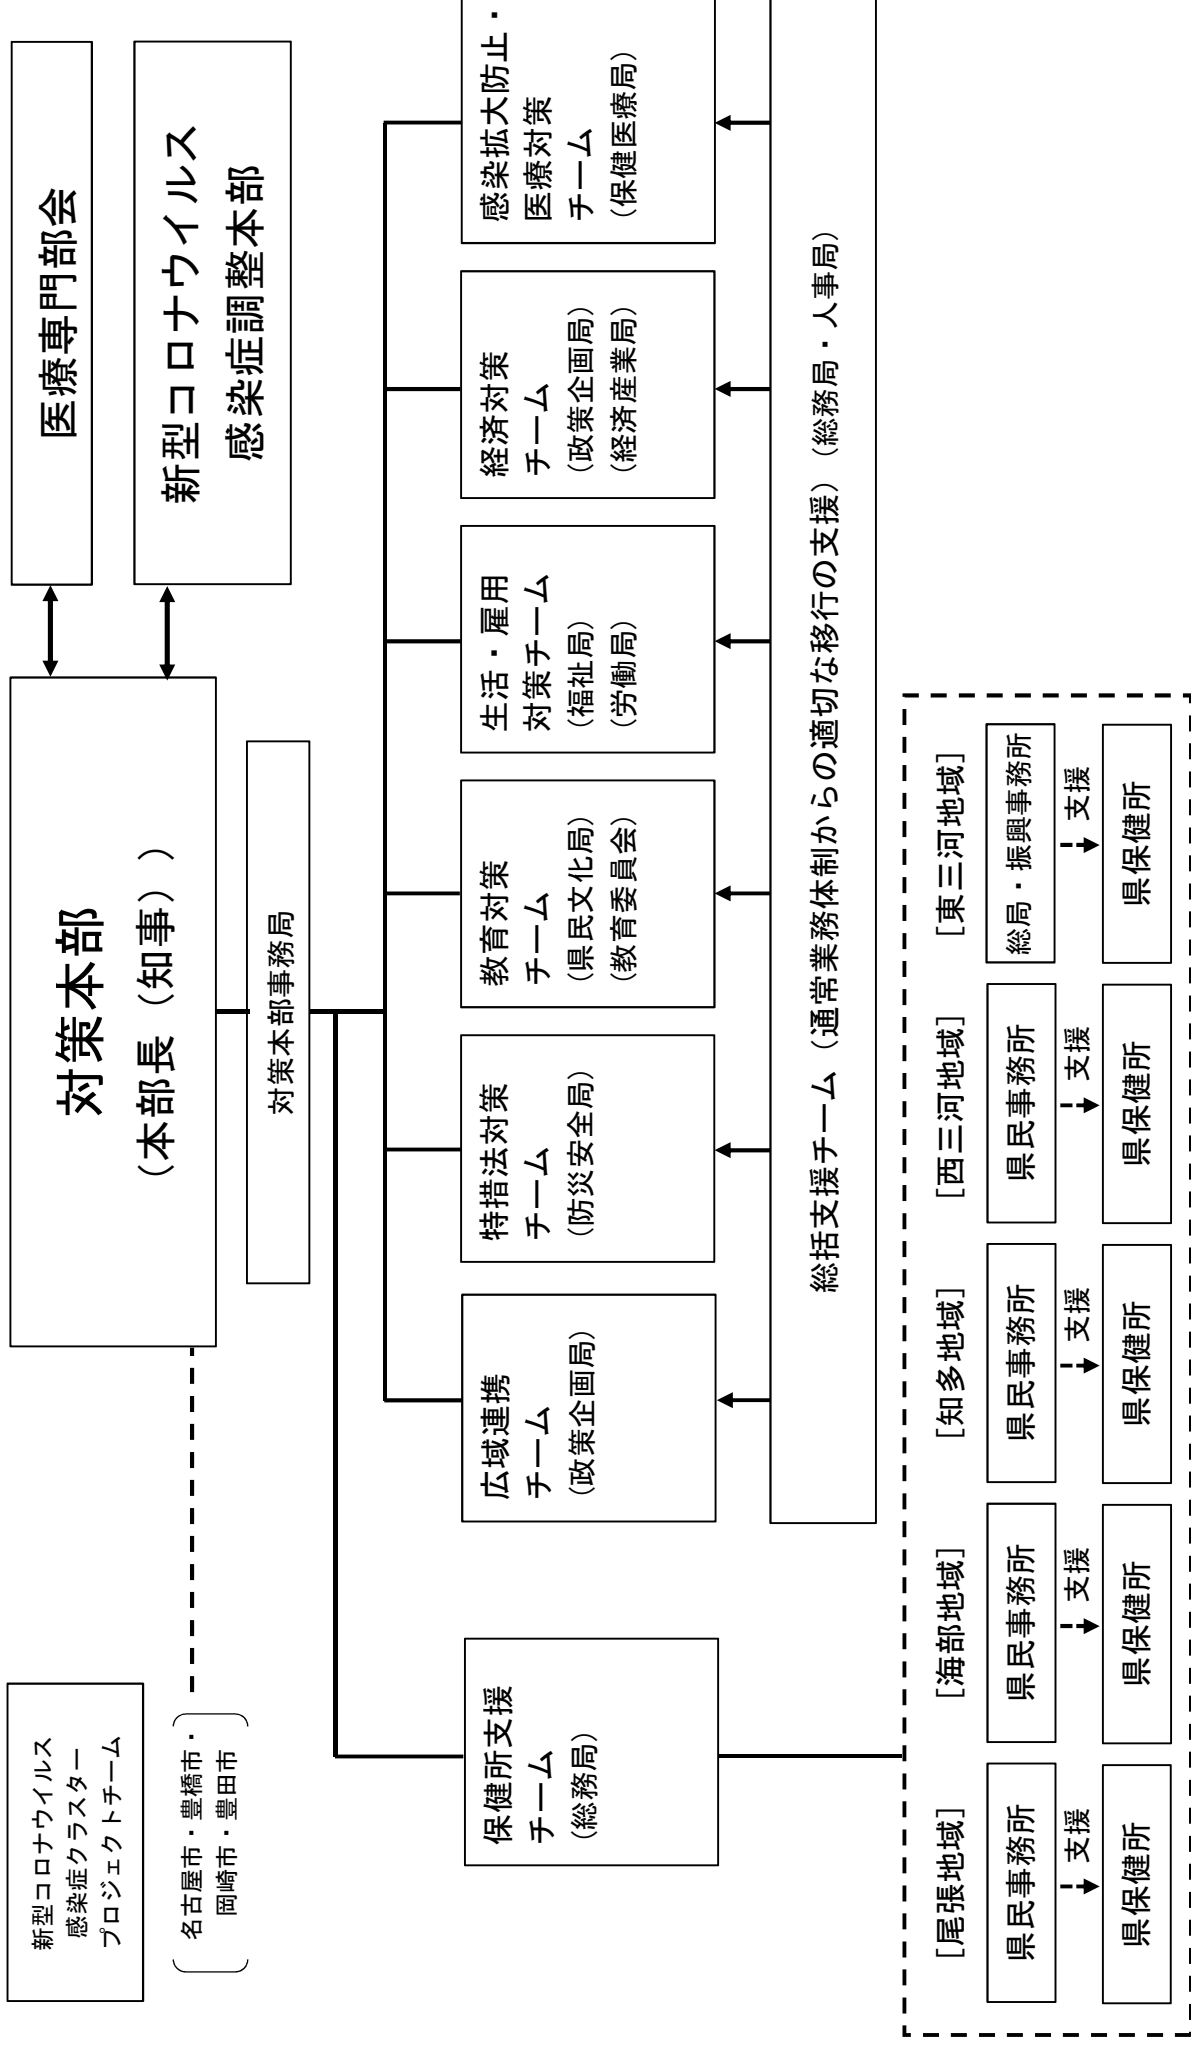 新型コロナウイルス
感染症クラスター
プロジェクトチーム
名古屋市・豊橋市・
岡崎市・豊田市
対策本部
（本部長（知事））
医療専門部会
新型コロナウイルス
感染症調整本部
対策本部事務局
保健所支援
チーム
（総務局）
広域連携
チーム
（政策企画局）
特措法対策
チーム
（防災安全局）
教育対策
チーム
（県民文化局）
（教育委員会）
生活・雇用
対策チーム
（福祉局）
（労働局）
経済対策
チーム
（政策企画局）
（経済産業局）
感染拡大防止・
医療対策
チーム
（保健医療局）
総括支援チーム（通常業務体制からの適切な移行の支援）（総務局・人事局）
［尾張地域］
県民事務所
支援
県保健所
［海部地域］
県民事務所
支援
県保健所
［知多地域］
県民事務所
支援
県保健所
［西三河地域］
県民事務所
支援
県保健所
［東三河地域］
総局・振興事務所
支援
県保健所